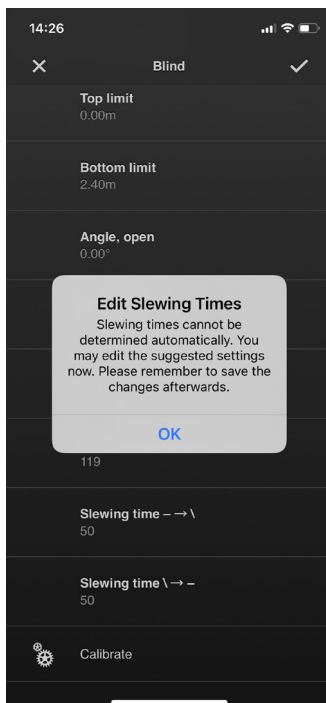 14:26
Blind
Top limit
0.00m
Bottom limit
2.40m
Angle, open
0.00°
Edit Slewing Times
Slewing times cannot be
determined automatically. You
may edit the suggested settings
now. Please remember to save the
changes afterwards.
OK
119
Slewing time – → \
50
Slewing time \ → –
50
Calibrate